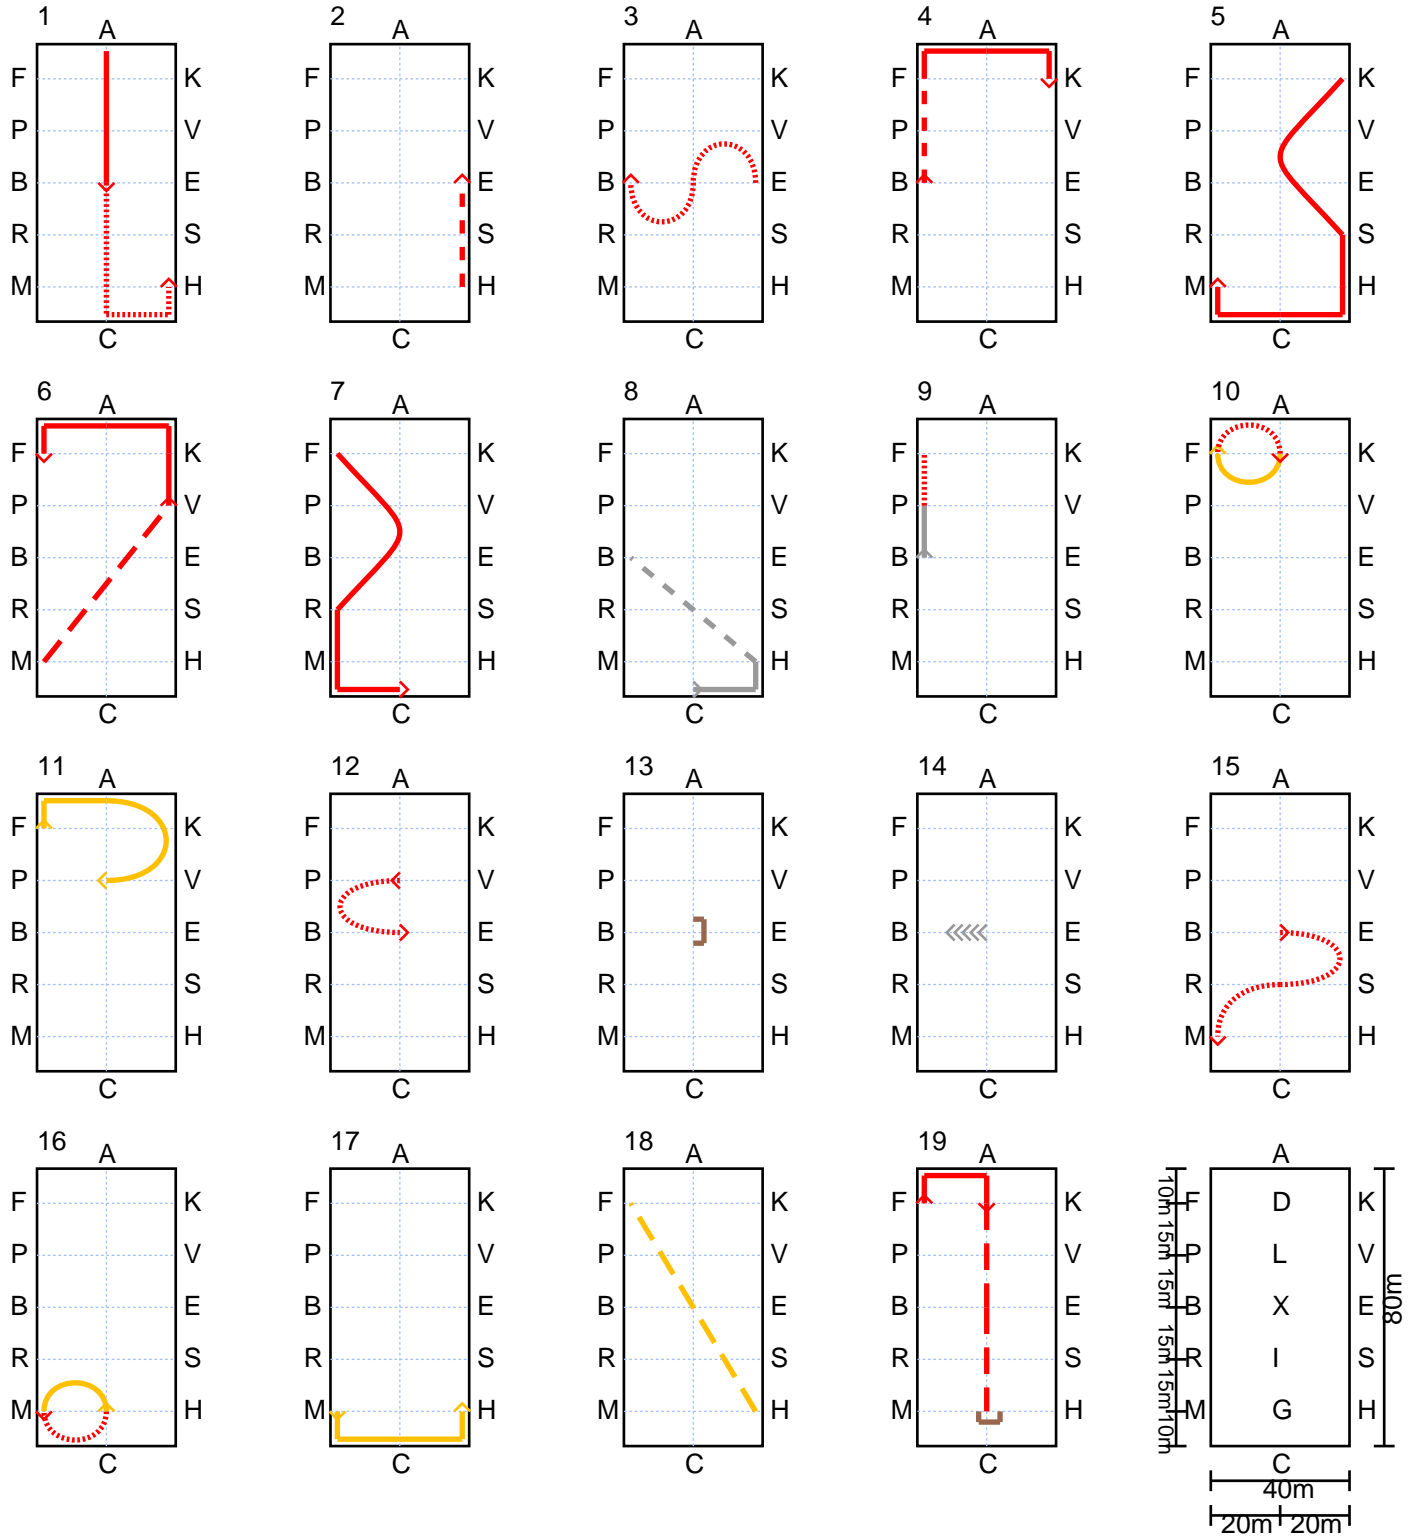 1 2 3 4 5
A A A A A
F K F K F K F K F K
P V P V P V P V P V
B E B E B E B E B E
R S R S R S R S R S
M H M H M H M H M H
C C C C C
6 7 8 9 10
A A A A A
F K F K F K F K F K
P V P V P V P V P V
B E B E B E B E B E
R S R S R S R S R S
M H M H M H M H M H
C C C C C
11 12 13 14 15
A A A A A
F K F K F K F K F K
P V P V P V P V P V
B E B E B E B E B E
R S R S R S R S R S
M H M H M H M H M H
C C C C C
16 17 18 19
A A A A A
F K F K F K F K F D K
P V P V P V P V P L V
B E B E B E B E B X E
R S R S R S R S R I S
M H M H M H M H M G H
C C C C C
10m
15m
15m
15m
15m
10m
80m
40m
20m 20m